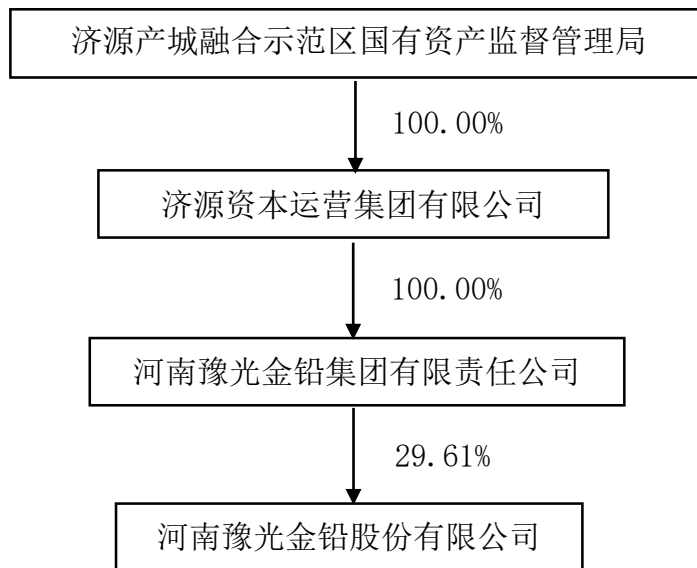 济源产城融合示范区国有资产监督管理局
100.00%
济源资本运营集团有限公司
100.00%
河南豫光金铅集团有限责任公司
29.61%
河南豫光金铅股份有限公司